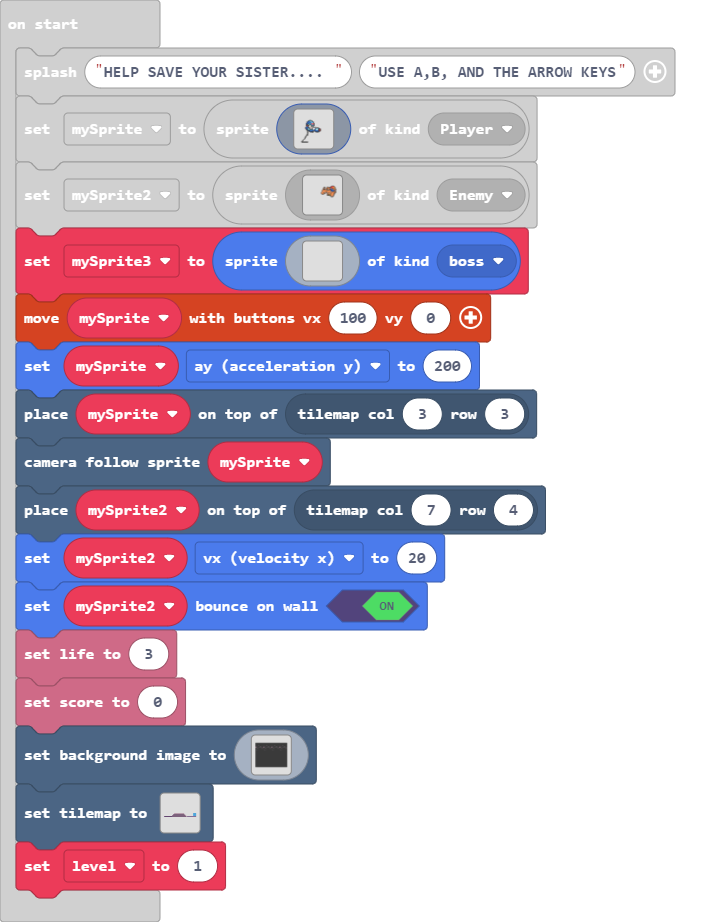 on start
splash "HELP SAVE YOUR SISTER.... " "USE A,B, AND THE ARROW KEYS"
set mySprite to sprite of kind Player
set mySprite2 to sprite of kind Enemy
set mySprite3 to sprite of kind boss
move mySprite with buttons vx 100 vy 0
set mySprite ay (acceleration y) to 200
place mySprite on top of tilemap col 3 row 3
camera follow sprite mySprite
place mySprite2 on top of tilemap col 7 row 4
set mySprite2 vx (velocity x) to 20
set mySprite2 bounce on wall ON
set life to 3
set score to 0
set background image to
set tilemap to
set level to 1